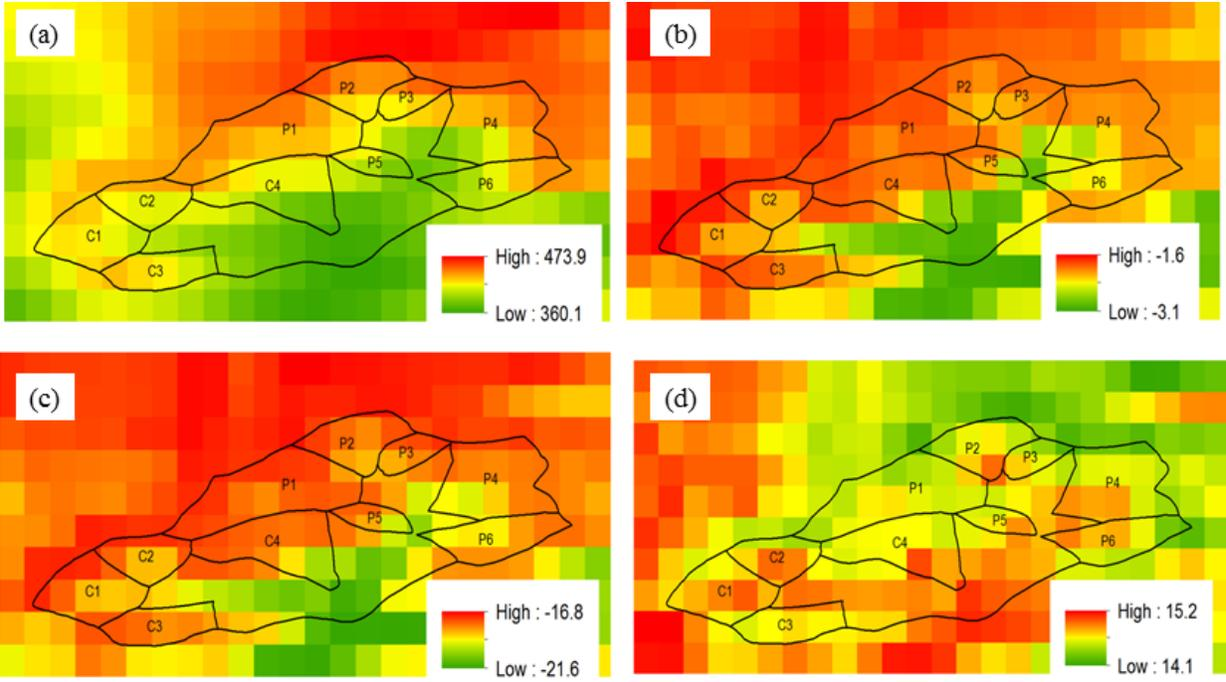 (a)
P2
P3
P1
P4
P5
C4
P6
C2
C1
C3
High : 473.9
Low : 360.1
(b)
P2
P3
P1
P4
P5
C4
P6
C2
C1
C3
High : -1.6
Low : -3.1
(c)
P2
P3
P1
P4
P5
C4
P6
C2
C1
C3
High : -16.8
Low : -21.6
(d)
P2
P3
P1
P4
P5
C4
P6
C2
C1
C3
High : 15.2
Low : 14.1